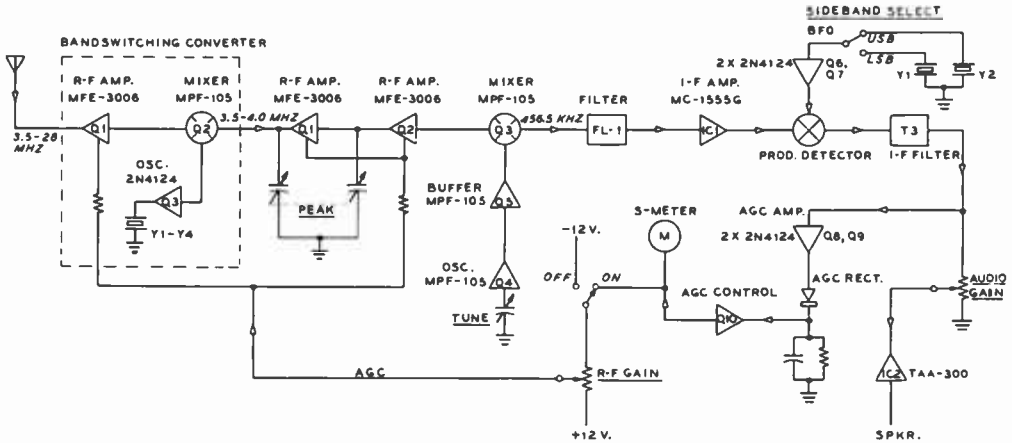 SIDEBAND SELECT
BFO
USB
LSB
2 X 2N4124
Q6,
Q7
Y1
Y2
BANDSWITCHING CONVERTER
R-F AMP.
MFE-3006
MIXER
MPF-105
R-F AMP.
MFE-3006
R-F AMP.
MFE-3006
MIXER
MPF-105
FILTER
I-F AMP.
MC-1555G
Q1
Q2
3.5-4.0 MHZ
Q1
Q2
Q3
456.5 KHZ
FL-1
IC1
T3
3.5-28
MHZ
PROD. DETECTOR
I-F FILTER
OSC.
2N4124
Q3
Y1-Y4
PEAK
BUFFER
MPF-105
Q5
S-METER
M
AGC AMP.
2 X 2N4124
Q8, Q9
-12 V.
OSC.
MPF-105
Q4
OFF
ON
AGC RECT.
AUDIO
GAIN
AGC CONTROL
Q10
TUNE
AGC
R-F GAIN
IC2
TAA-300
+12 V.
SPKR.